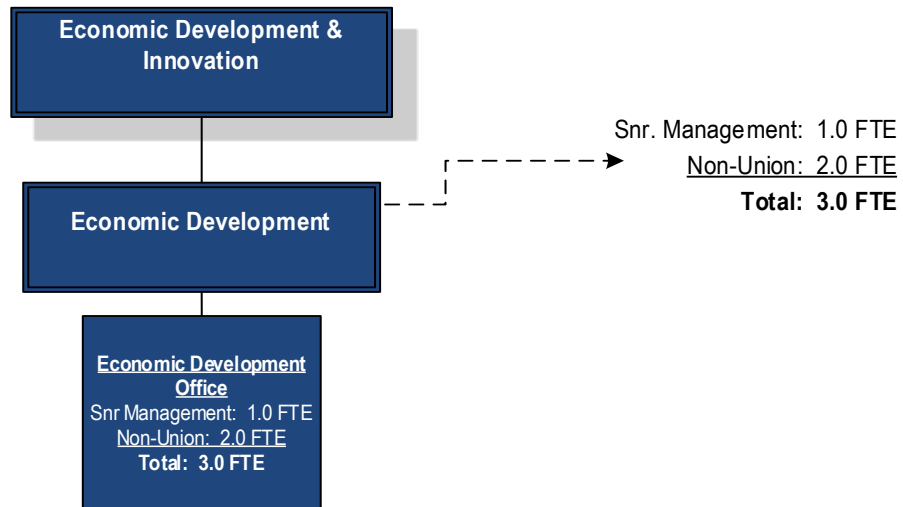 Economic Development &
Innovation
Snr. Management: 1.0 FTE
Non-Union: 2.0 FTE
Total: 3.0 FTE
Economic Development
Economic Development
Office
Snr Management: 1.0 FTE
Non-Union: 2.0 FTE
Total: 3.0 FTE